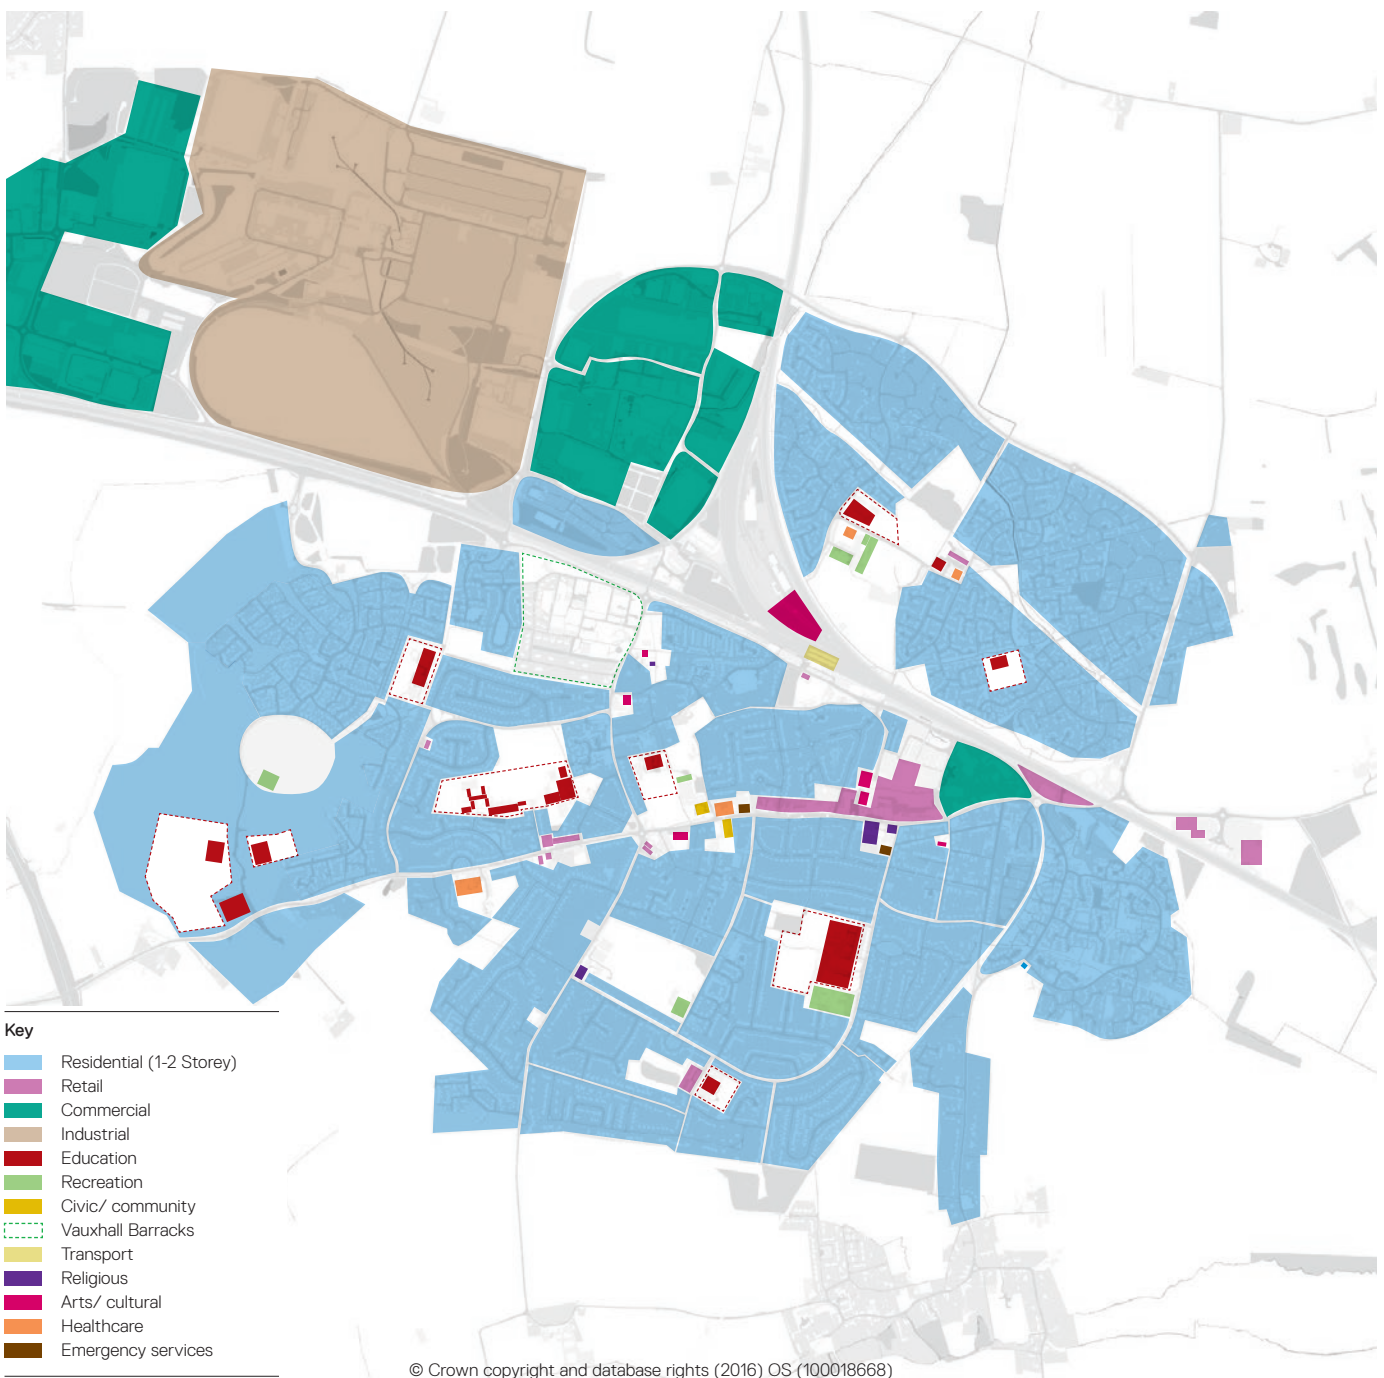 Key
Residential (1-2 Storey)
Retail
Commercial
Industrial
Education
Recreation
Civic/ community
Vauxhall Barracks
Transport
Religious
Arts/ cultural
Healthcare
Emergency services
© Crown copyright and database rights (2016) OS (100018668)